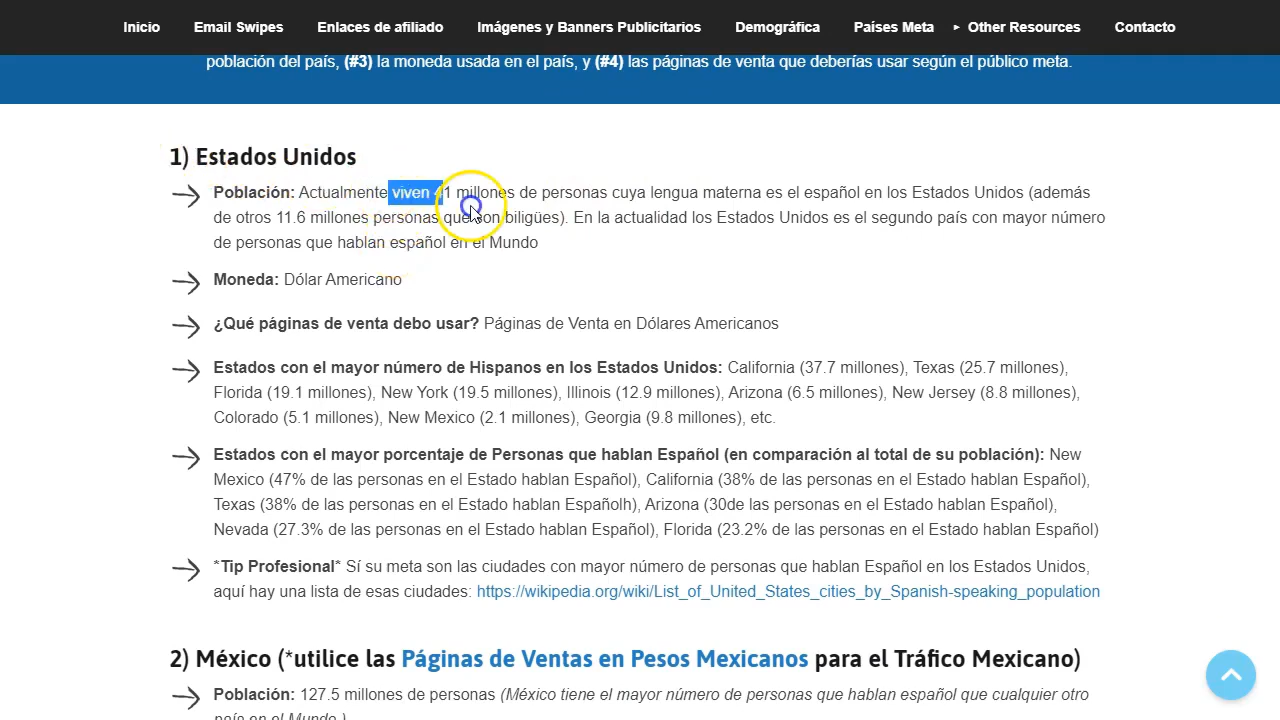 Inicio Email Swipes Enlaces de afiliado Imágenes y Banners Publicitarios Demográfica Países Meta ▸ Other Resources Contacto
población del país, (#3) la moneda usada en el país, y (#4) las páginas de venta que deberías usar según el público meta.
1) Estados Unidos
Población: Actualmente viven 41 millones de personas cuya lengua materna es el español en los Estados Unidos (además
de otros 11.6 millones personas que son biligües). En la actualidad los Estados Unidos es el segundo país con mayor número
de personas que hablan español en el Mundo
Moneda: Dólar Americano
¿Qué páginas de venta debo usar? Páginas de Venta en Dólares Americanos
Estados con el mayor número de Hispanos en los Estados Unidos: California (37.7 millones), Texas (25.7 millones),
Florida (19.1 millones), New York (19.5 millones), Illinois (12.9 millones), Arizona (6.5 millones), New Jersey (8.8 millones),
Colorado (5.1 millones), New Mexico (2.1 millones), Georgia (9.8 millones), etc.
Estados con el mayor porcentaje de Personas que hablan Español (en comparación al total de su población): New
Mexico (47% de las personas en el Estado hablan Español), California (38% de las personas en el Estado hablan Español),
Texas (38% de las personas en el Estado hablan Españolh), Arizona (30de las personas en el Estado hablan Español),
Nevada (27.3% de las personas en el Estado hablan Español), Florida (23.2% de las personas en el Estado hablan Español)
*Tip Profesional* Sí su meta son las ciudades con mayor número de personas que hablan Español en los Estados Unidos,
aquí hay una lista de esas ciudades: https://wikipedia.org/wiki/List_of_United_States_cities_by_Spanish-speaking_population
2) México (*utilice las Páginas de Ventas en Pesos Mexicanos para el Tráfico Mexicano)
Población: 127.5 millones de personas (México tiene el mayor número de personas que hablan español que cualquier otro
país en el Mundo.)